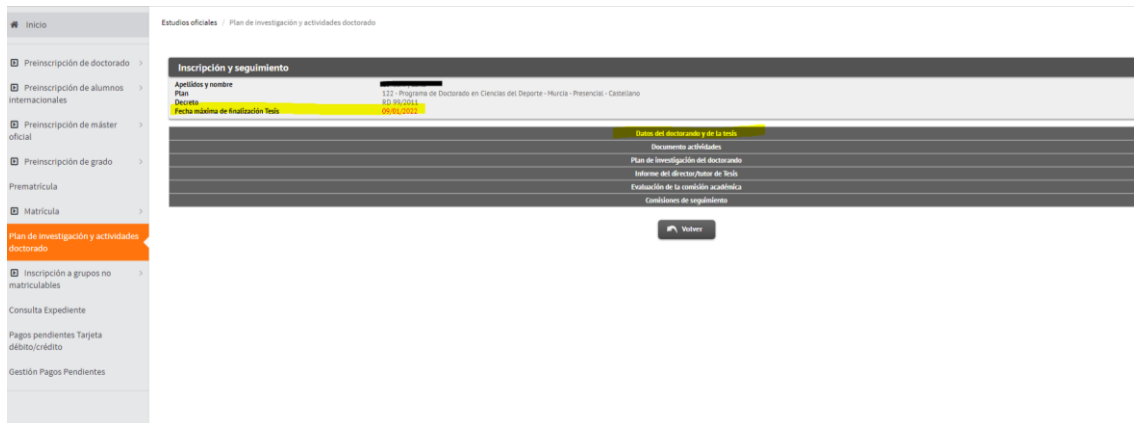 Inicio
Estudios oficiales / Plan de investigación y actividades doctorado
Preinscripción de doctorado
Preinscripción de alumnos
internacionales
Preinscripción de máster
oficial
Preinscripción de grado
Prematrícula
Matrícula
Plan de investigación y actividades
doctorado
Inscripción a grupos no
matriculables
Consulta Expediente
Pagos pendientes Tarjeta
débito/crédito
Gestión Pagos Pendientes
Inscripción y seguimiento
Apellidos y nombre
Plan 122 - Programa de Doctorado en Ciencias del Deporte - Murcia - Presencial - Castellano
Decreto RD 99/2011
Fecha máxima de finalización Tesis 09/01/2022
Datos del doctorando y de la tesis
Documento actividades
Plan de investigación del doctorando
Informe del director/tutor de Tesis
Evaluación de la comisión académica
Comisiones de seguimiento
Volver